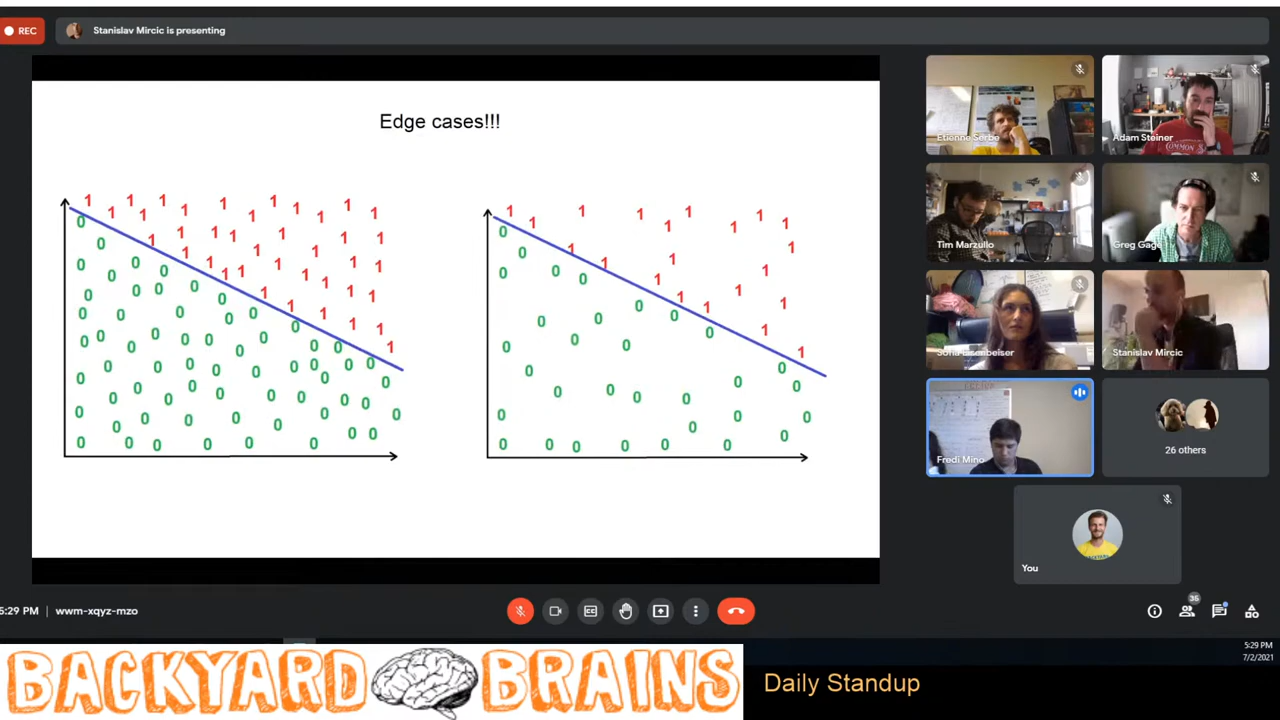 REC
Stanislav Mircic is presenting
Edge cases!!!
Etienne Serbe
Adam Steiner
Tim Marzullo
Greg Gage
Stanislav Mircic
Fredi Mino
26 others
You
5:29 PM | wwm-xqyz-mzo
35
5:29 PM
7/2/2021
BACKYARD BRAINS
Daily Standup